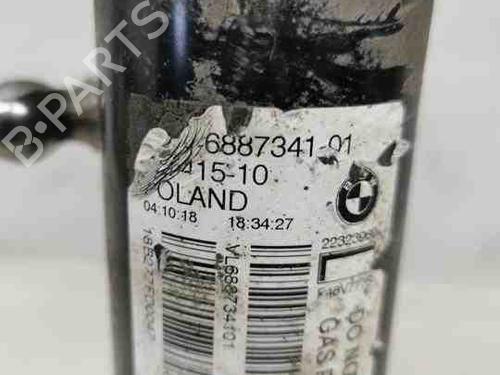 B-PARTS
6887341-01
415-10
OLAND
04.10.18 18:34:27
VL688734101
L
DO NO
GAS